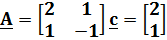 A = [2 1
1 -1] c = [2
1]